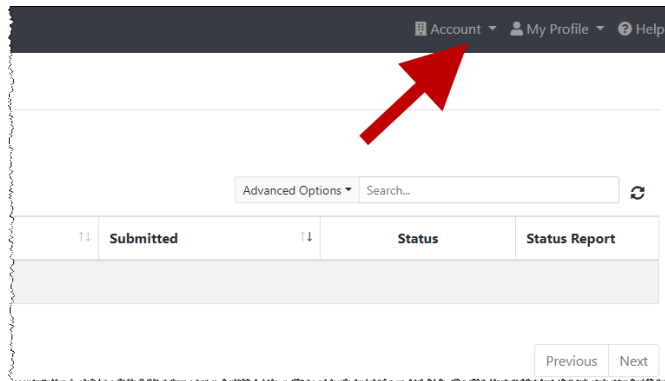 Account My Profile Help
Advanced Options Search...
Submitted Status Status Report
Previous Next